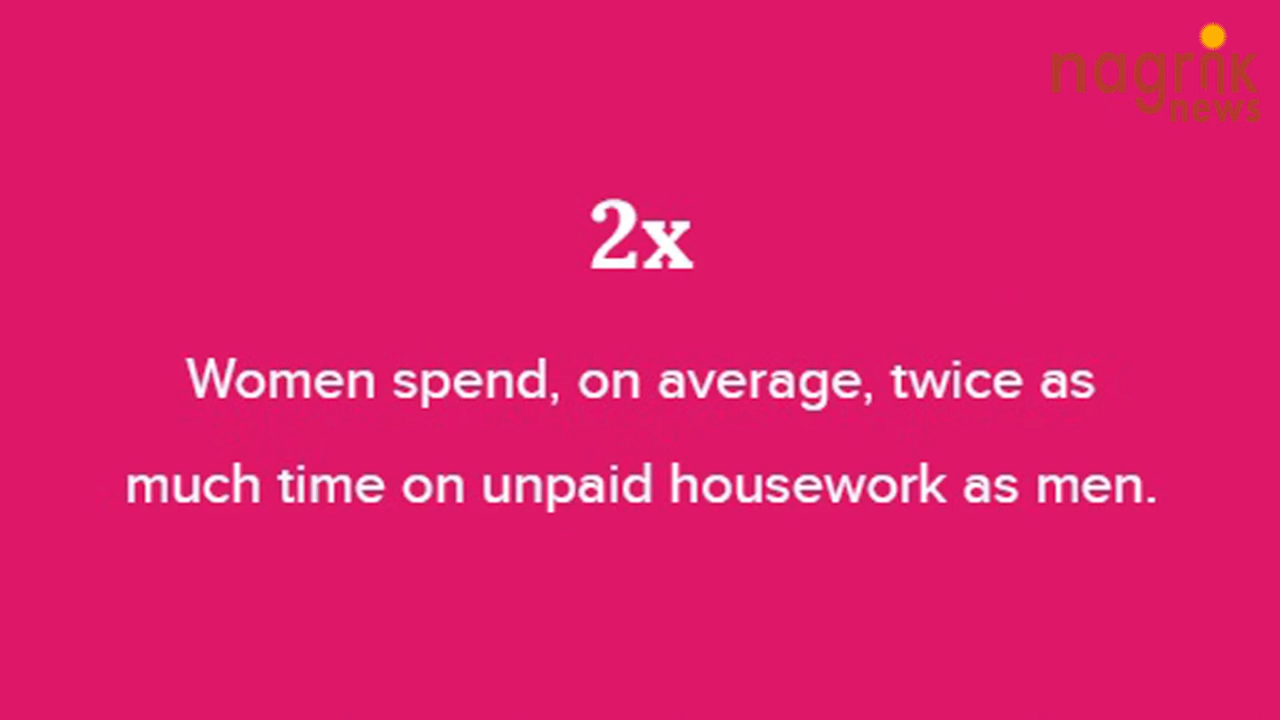 nagrik
news
2x
Women spend, on average, twice as
much time on unpaid housework as men.